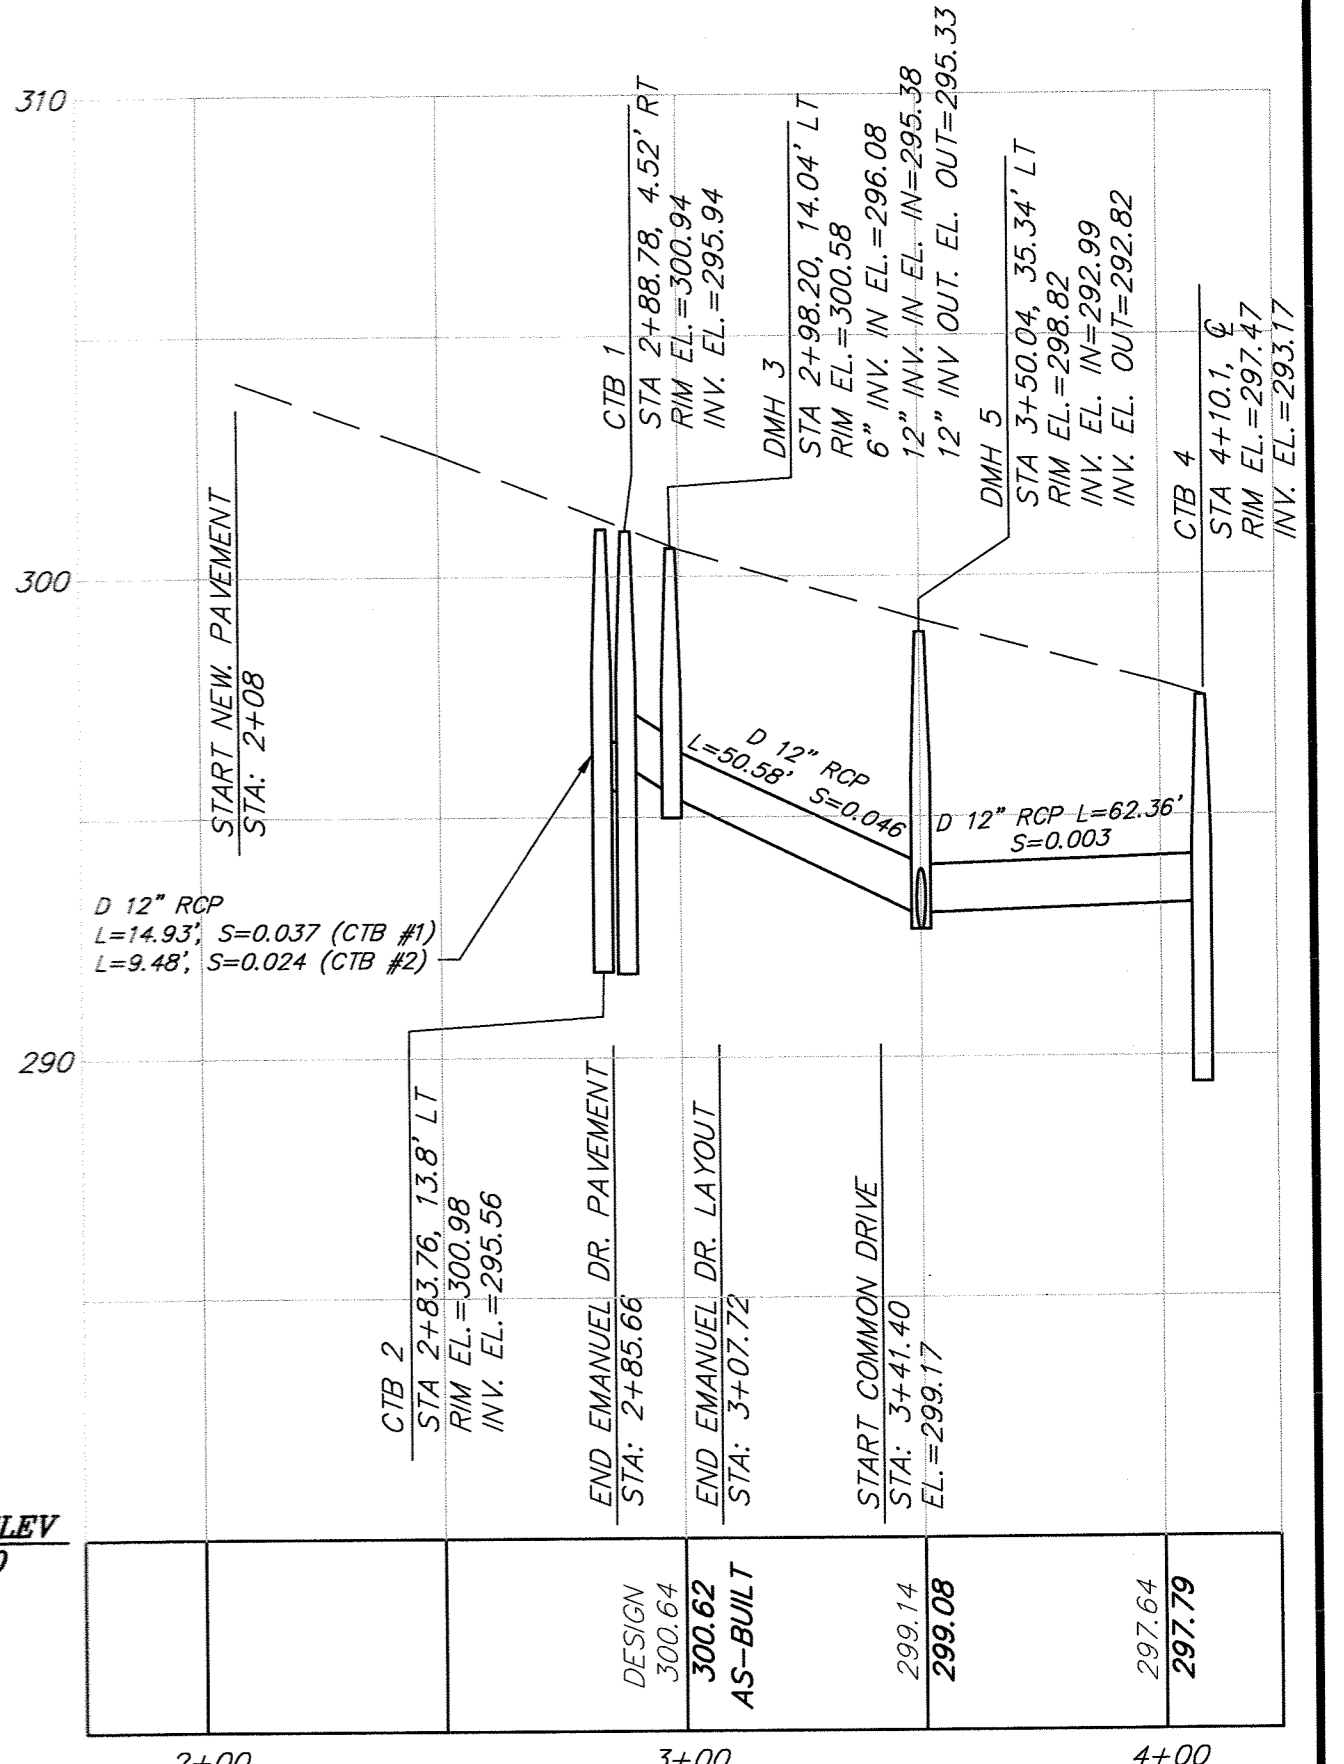 310
300
290
START NEW. PAVEMENT
STA: 2+08
CTB 1
STA 2+88.78, 4.52' RT
RIM EL.=300.94
INV. EL.=295.94
DMH 3
STA 2+98.20, 14.04' LT
RIM EL.=300.58
6" INV. IN EL.=296.08
12" INV. IN EL. IN=295.38
12" INV OUT. EL. OUT=295.33
DMH 5
STA 3+50.04, 35.34' LT
RIM EL.=298.82
INV. EL. IN=292.99
INV. EL. OUT=292.82
CTB 4
STA 4+10.1, ℄
RIM EL.=297.47
INV. EL.=293.17
D 12" RCP
L=50.58' S=0.046
D 12" RCP L=62.36'
S=0.003
D 12" RCP
L=14.93', S=0.037 (CTB #1)
L=9.48', S=0.024 (CTB #2)
CTB 2
STA 2+83.76, 13.8' LT
RIM EL.=300.98
INV. EL.=295.56
END EMANUEL DR. PAVEMENT
STA: 2+85.66
END EMANUEL DR. LAYOUT
STA: 3+07.72
START COMMON DRIVE
STA: 3+41.40
EL.=299.17
LEV
DESIGN
300.64
300.62
AS-BUILT
299.14
299.08
297.64
297.79
2+00
3+00
4+00